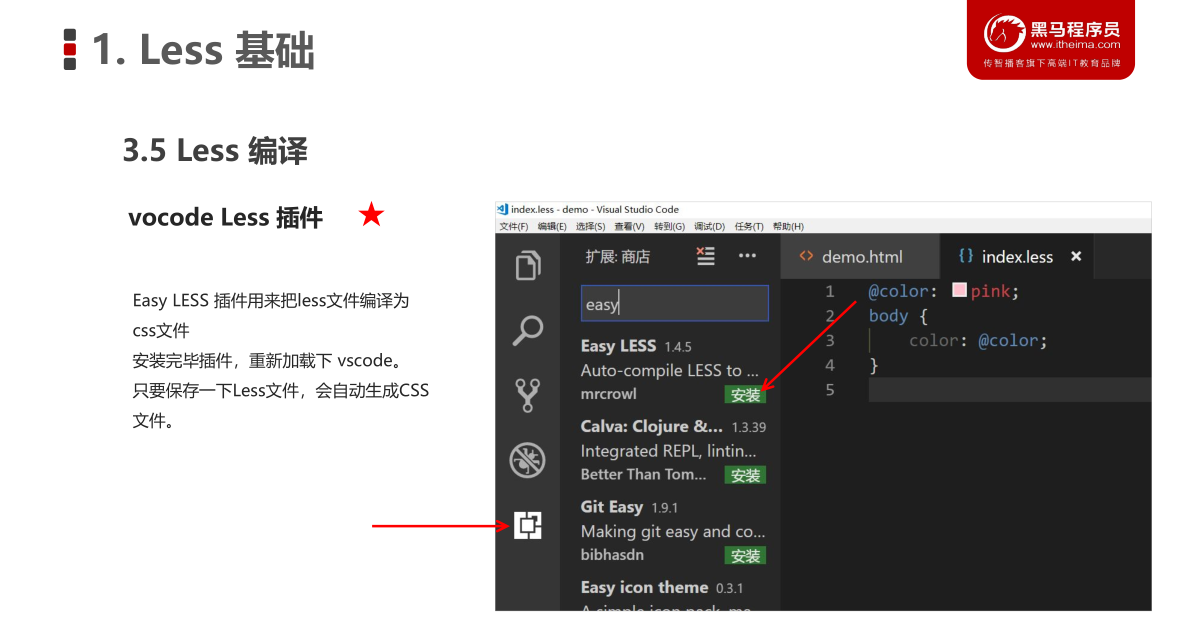 1. Less 基础
黑马程序员
www.itheima.com
传智播客旗下高端IT教育品牌
3.5 Less 编译
vocode Less 插件
Easy LESS 插件用来把less文件编译为
css文件
安装完毕插件，重新加载下 vscode。
只要保存一下Less文件，会自动生成CSS
文件。
index.less - demo - Visual Studio Code
文件(F) 编辑(E) 选择(S) 查看(V) 转到(G) 调试(D) 任务(T) 帮助(H)
扩展: 商店
easy
Easy LESS 1.4.5
Auto-compile LESS to ...
mrcrowl 安装
Calva: Clojure &... 1.3.39
Integrated REPL, lintin...
Better Than Tom... 安装
Git Easy 1.9.1
Making git easy and co...
bibhasdn 安装
Easy icon theme 0.3.1
demo.html {} index.less
1 @color: pink;
2 body {
3 color: @color;
4 }
5